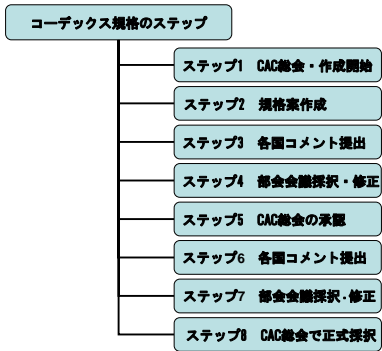 コーデックス規格のステップ
ステップ1 CAC総会・作成開始
ステップ2 規格案作成
ステップ3 各国コメント提出
ステップ4 部会会議採択・修正
ステップ5 CAC総会の承認
ステップ6 各国コメント提出
ステップ7 部会会議採択・修正
ステップ8 CAC総会で正式採択